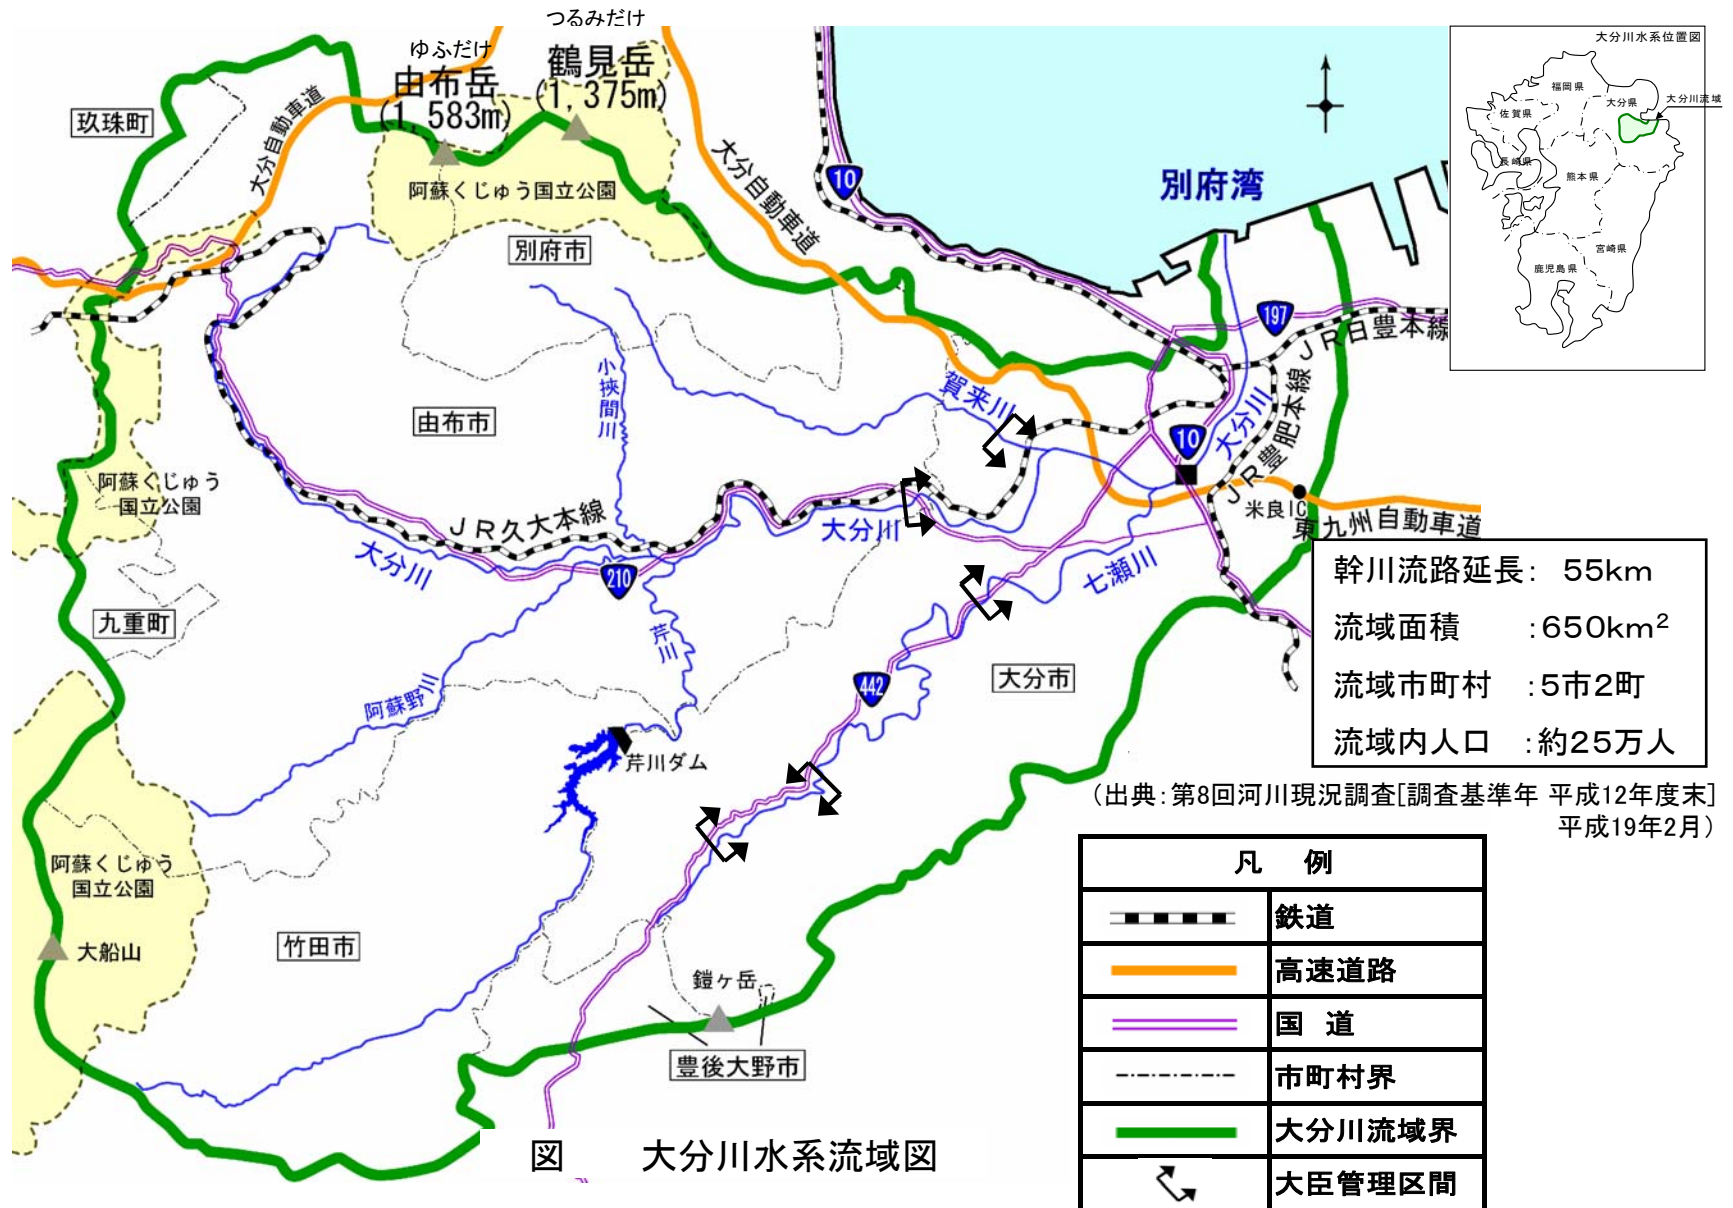 つるみだけ
鶴見岳
(1,375m)
ゆふだけ
由布岳
(1,583m)
玖珠町
大分自動車道
阿蘇くじゅう国立公園
別府市
大分自動車道
10
別府湾
大分川水系位置図
福岡県
大分県
大分川流域
佐賀県
長崎県
熊本県
宮崎県
鹿児島県
197
JR日豊本線
小挾間川
賀来川
大分川
JR豊肥本線
由布市
10
阿蘇くじゅう
国立公園
JR久大本線
大分川
大分川
米良IC
東九州自動車道
210
七瀬川
九重町
芹川
阿蘇野川
442
大分市
芹川ダム
幹川流路延長: 55km
流域面積 :650km²
流域市町村 :5市2町
流域内人口 :約25万人
(出典:第8回河川現況調査[調査基準年 平成12年度末]
平成19年2月)
阿蘇くじゅう
国立公園
大船山
竹田市
鎧ヶ岳
豊後大野市
凡 例
鉄道
高速道路
国 道
市町村界
大分川流域界
大臣管理区間
図 大分川水系流域図